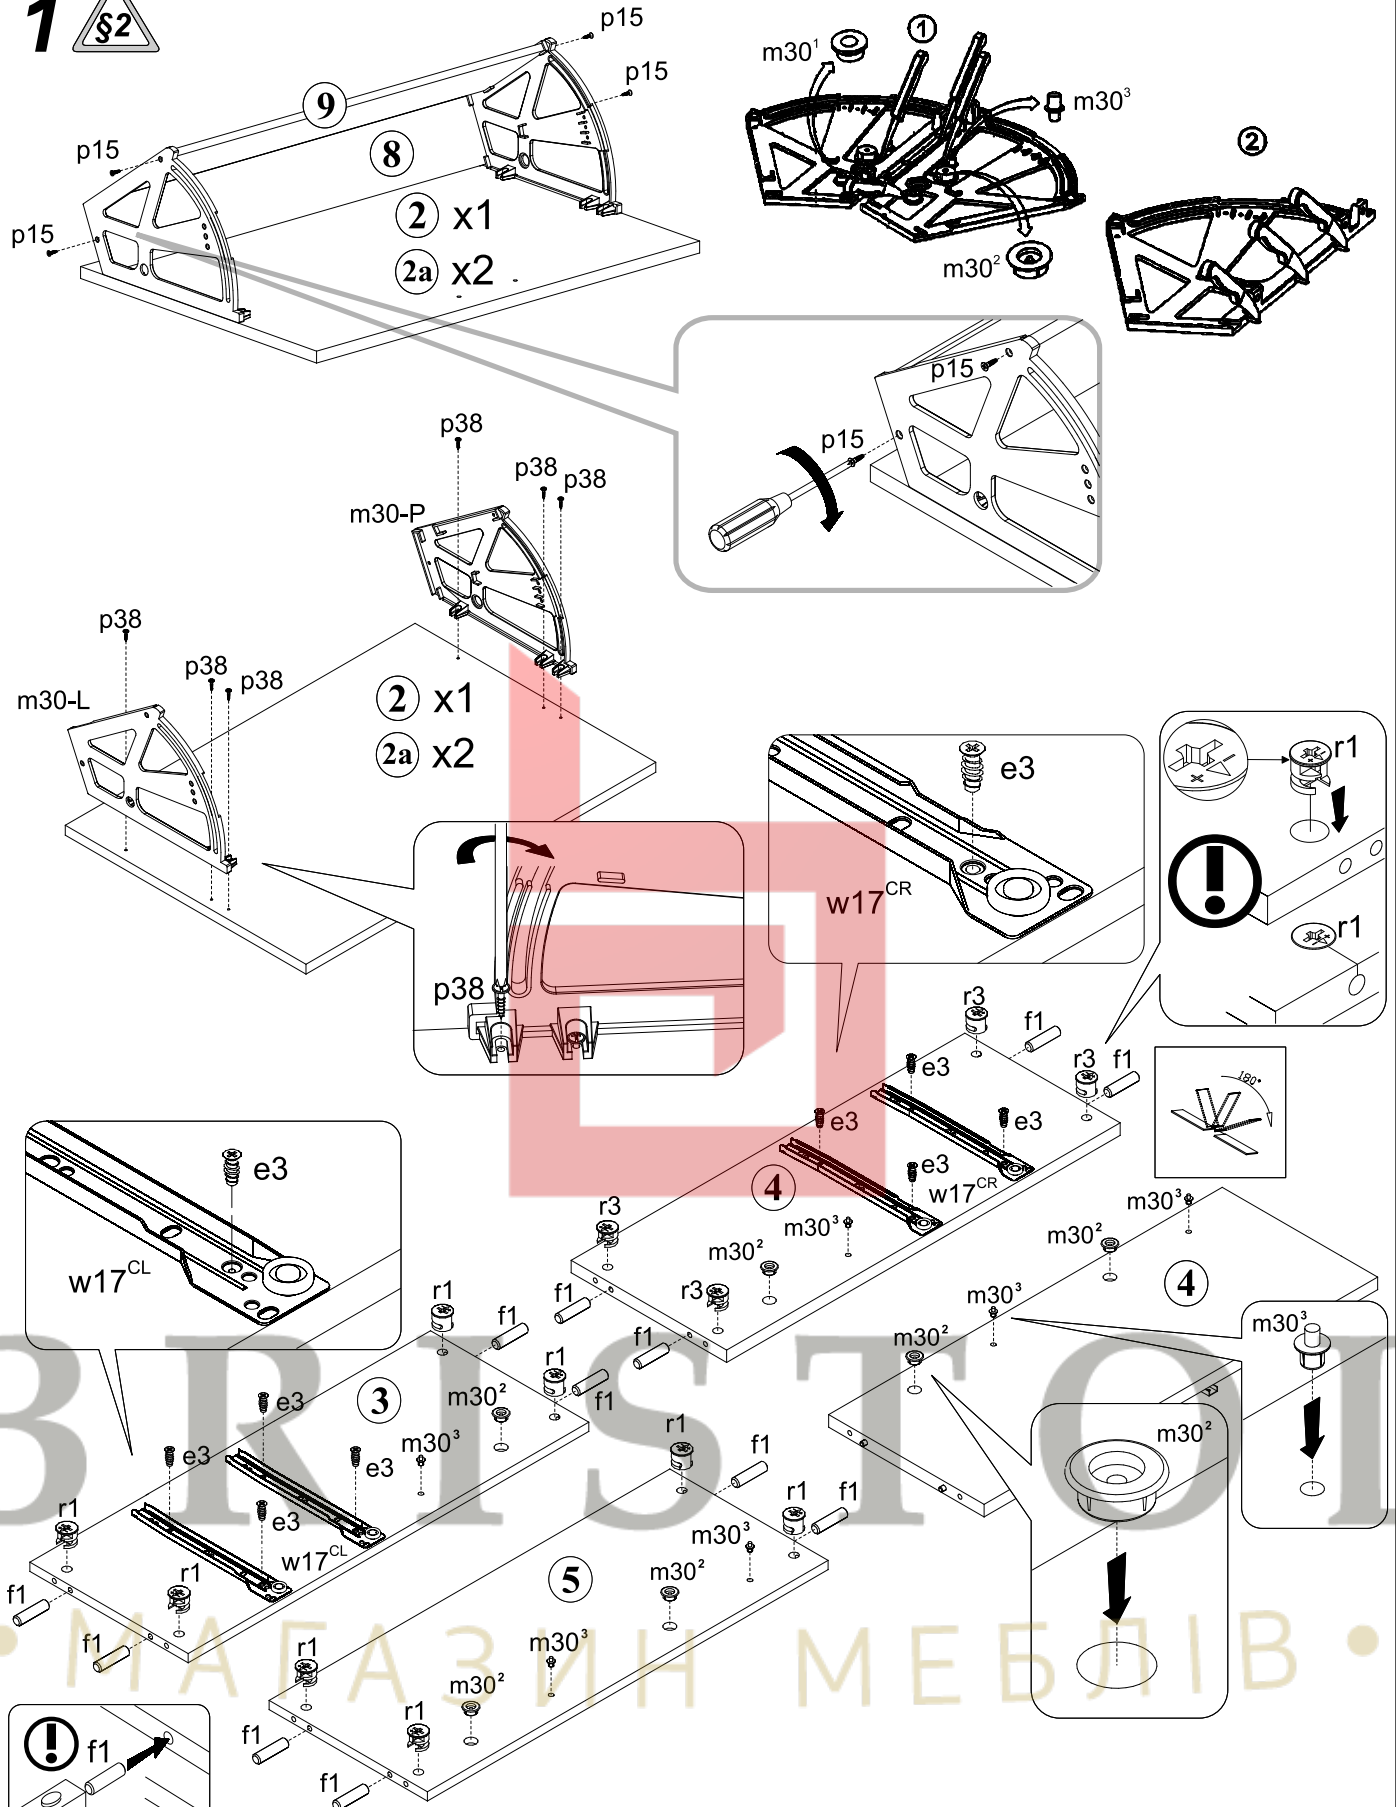 1 §2
p15
p15
9
8
p15
p15
2 x1
2a x2
m30¹
1
m30³
2
m30²
p15
p15
p38
p38 p38
m30-P
p38
p38
p38
m30-L
2 x1
2a x2
p38
e3
w17CR
r1
r1
r3
f1
r3
f1
180°
e3
e3
e3
e3
w17CR
4
m30³
m30²
r3
r3
f1
f1
e3
w17CL
r1
f1
r1
f1
3
m30²
m30³
e3
e3
e3
e3
w17CL
r1
r1
f1
f1
m30³
m30²
4
m30³
m30²
m30³
m30²
r1
f1
r1
f1
m30³
m30²
5
m30³
m30²
r1
r1
f1
f1
f1
BRISTOL
• МАГАЗИН МЕБЛІВ •